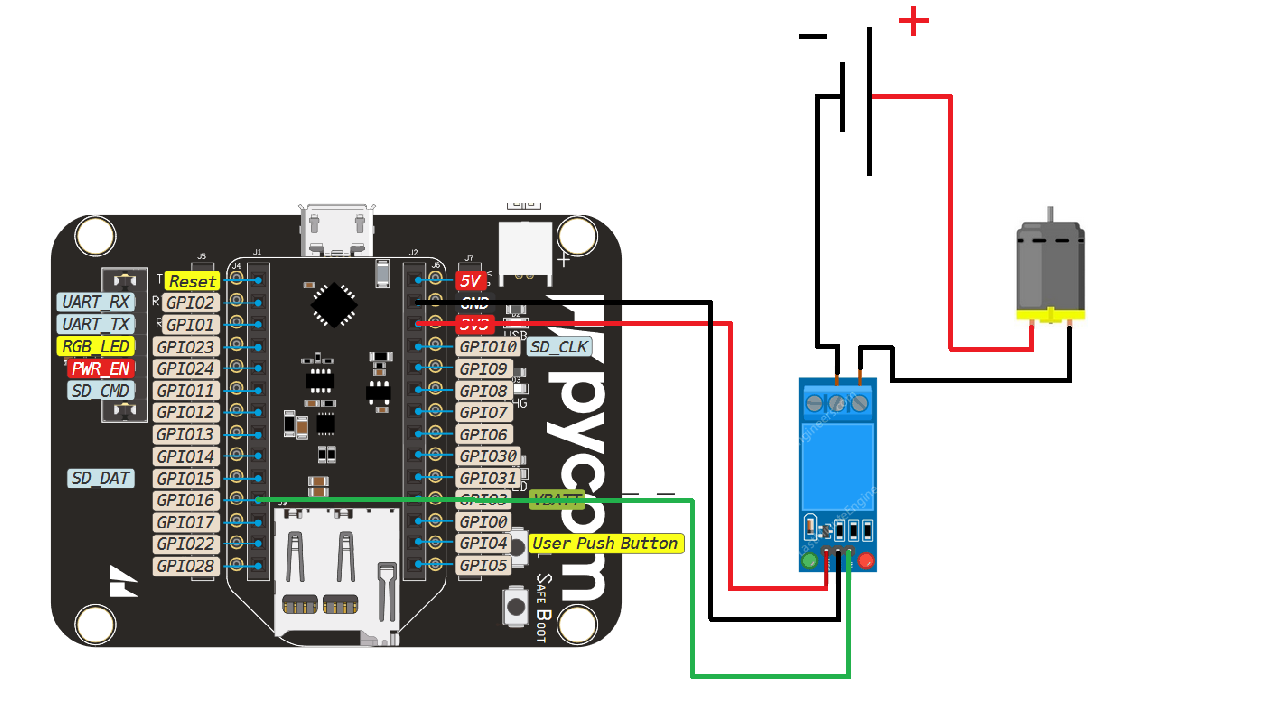 − +
J5 J4 J1 J2 J6 J7
Reset 5V +
UART_RX R GPIO2 GND
UART_TX GPIO1 3V3
RGB_LED GPIO23 GPIO10 SD_CLK
PWR_EN GPIO24 GPIO9
SD_CMD GPIO11 GPIO8
GPIO12 GPIO7
GPIO13 GPIO6
GPIO14 GPIO30
SD_DAT GPIO15 GPIO31
GPIO16 GPIO3 VBATT
GPIO17 GPIO0
GPIO22 GPIO4 User Push Button
GPIO28 GPIO5
pycom
Safe Boot